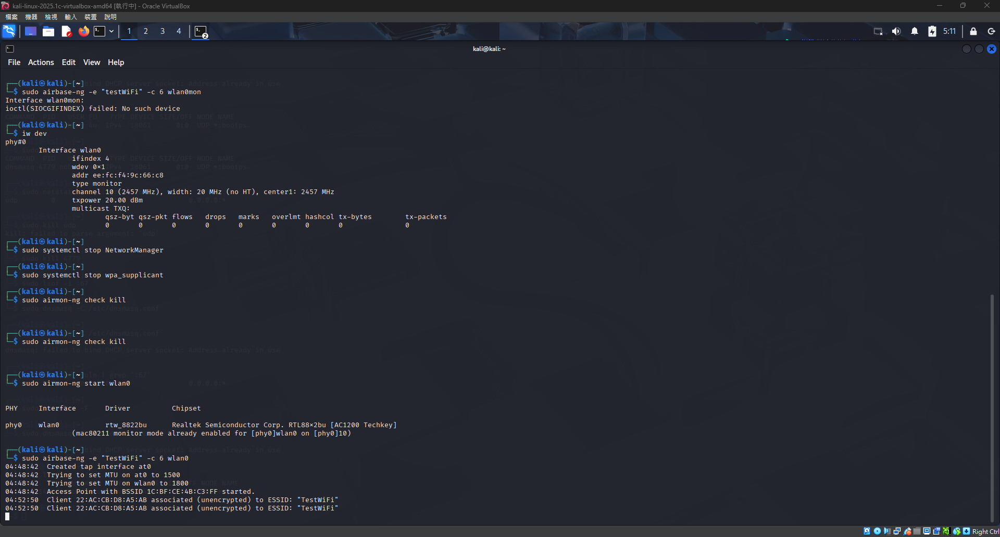 kali-linux-2025.1c-virtualbox-amd64 [執行中] - Oracle VirtualBox
檔案 機器 檢視 輸入 裝置 說明
1 2 3 4 2 5:11
kali@kali: ~
File Actions Edit View Help
┌──(kali㉿kali)-[~]
└─$ sudo airbase-ng -e "testWiFi" -c 6 wlan0mon
Interface wlan0mon:
ioctl(SIOCGIFINDEX) failed: No such device
┌──(kali㉿kali)-[~]
└─$ iw dev
phy#0
Interface wlan0
ifindex 4
wdev 0×1
addr ee:fc:f4:9c:66:c8
type monitor
channel 10 (2457 MHz), width: 20 MHz (no HT), center1: 2457 MHz
txpower 20.00 dBm
multicast TXQ:
qsz-byt qsz-pkt flows drops marks overlmt hashcol tx-bytes tx-packets
0 0 0 0 0 0 0 0 0
┌──(kali㉿kali)-[~]
└─$ sudo systemctl stop NetworkManager
┌──(kali㉿kali)-[~]
└─$ sudo systemctl stop wpa_supplicant
┌──(kali㉿kali)-[~]
└─$ sudo airmon-ng check kill
┌──(kali㉿kali)-[~]
└─$ sudo airmon-ng check kill
┌──(kali㉿kali)-[~]
└─$ sudo airmon-ng start wlan0
PHY Interface Driver Chipset
phy0 wlan0 rtw_8822bu Realtek Semiconductor Corp. RTL88×2bu [AC1200 Techkey]
(mac80211 monitor mode already enabled for [phy0]wlan0 on [phy0]10)
┌──(kali㉿kali)-[~]
└─$ sudo airbase-ng -e "TestWiFi" -c 6 wlan0
04:48:42 Created tap interface at0
04:48:42 Trying to set MTU on at0 to 1500
04:48:42 Trying to set MTU on wlan0 to 1800
04:48:42 Access Point with BSSID 1C:BF:CE:4B:C3:FF started.
04:52:50 Client 22:AC:CB:D8:A5:AB associated (unencrypted) to ESSID: "TestWiFi"
04:52:50 Client 22:AC:CB:D8:A5:AB associated (unencrypted) to ESSID: "TestWiFi"
Right Ctrl